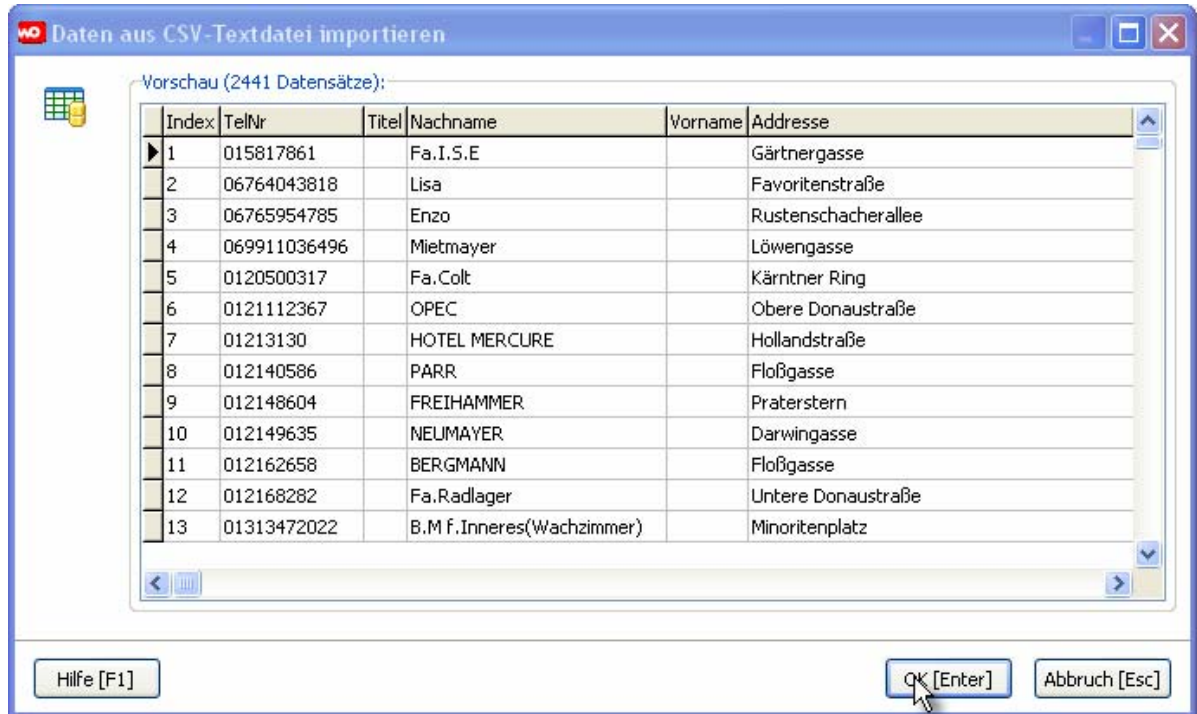 WO Daten aus CSV-Textdatei importieren
Vorschau (2441 Datensätze):
Index TelNr Titel Nachname Vorname Addresse
1 015817861 Fa.I.S.E Gärtnergasse
2 06764043818 Lisa Favoritenstraße
3 06765954785 Enzo Rustenschacherallee
4 069911036496 Mietmayer Löwengasse
5 0120500317 Fa.Colt Kärntner Ring
6 0121112367 OPEC Obere Donaustraße
7 01213130 HOTEL MERCURE Hollandstraße
8 012140586 PARR Floßgasse
9 012148604 FREIHAMMER Praterstern
10 012149635 NEUMAYER Darwingasse
11 012162658 BERGMANN Floßgasse
12 012168282 Fa.Radlager Untere Donaustraße
13 01313472022 B.M f.Inneres(Wachzimmer) Minoritenplatz
Hilfe [F1] OK [Enter] Abbruch [Esc]